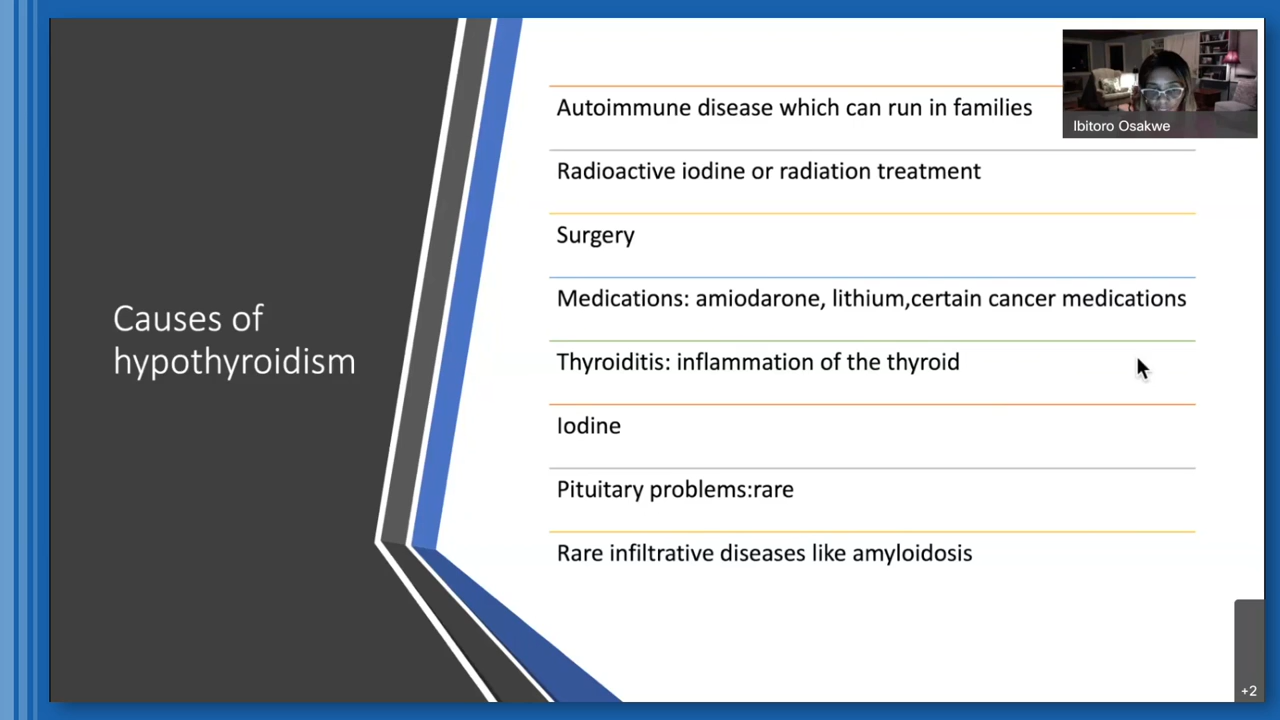 Causes of
hypothyroidism
Autoimmune disease which can run in families
Radioactive iodine or radiation treatment
Surgery
Medications: amiodarone, lithium,certain cancer medications
Thyroiditis: inflammation of the thyroid
Iodine
Pituitary problems:rare
Rare infiltrative diseases like amyloidosis
Ibitoro Osakwe
+2